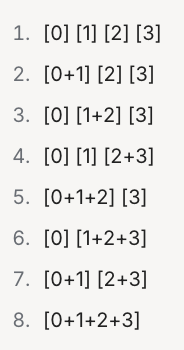 1. [0] [1] [2] [3]
2. [0+1] [2] [3]
3. [0] [1+2] [3]
4. [0] [1] [2+3]
5. [0+1+2] [3]
6. [0] [1+2+3]
7. [0+1] [2+3]
8. [0+1+2+3]